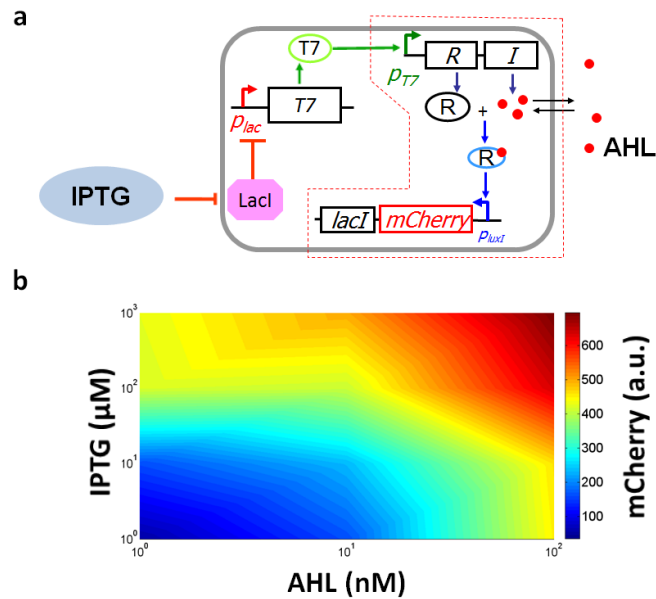 a
T7
R
I
p_T7
T7
p_lac
R
+
AHL
R
IPTG
LacI
lacI
mCherry
p_luxI
b
10³
10²
10¹
10⁰
IPTG (μM)
10⁰
10¹
10²
AHL (nM)
600
500
400
300
200
100
mCherry (a.u.)